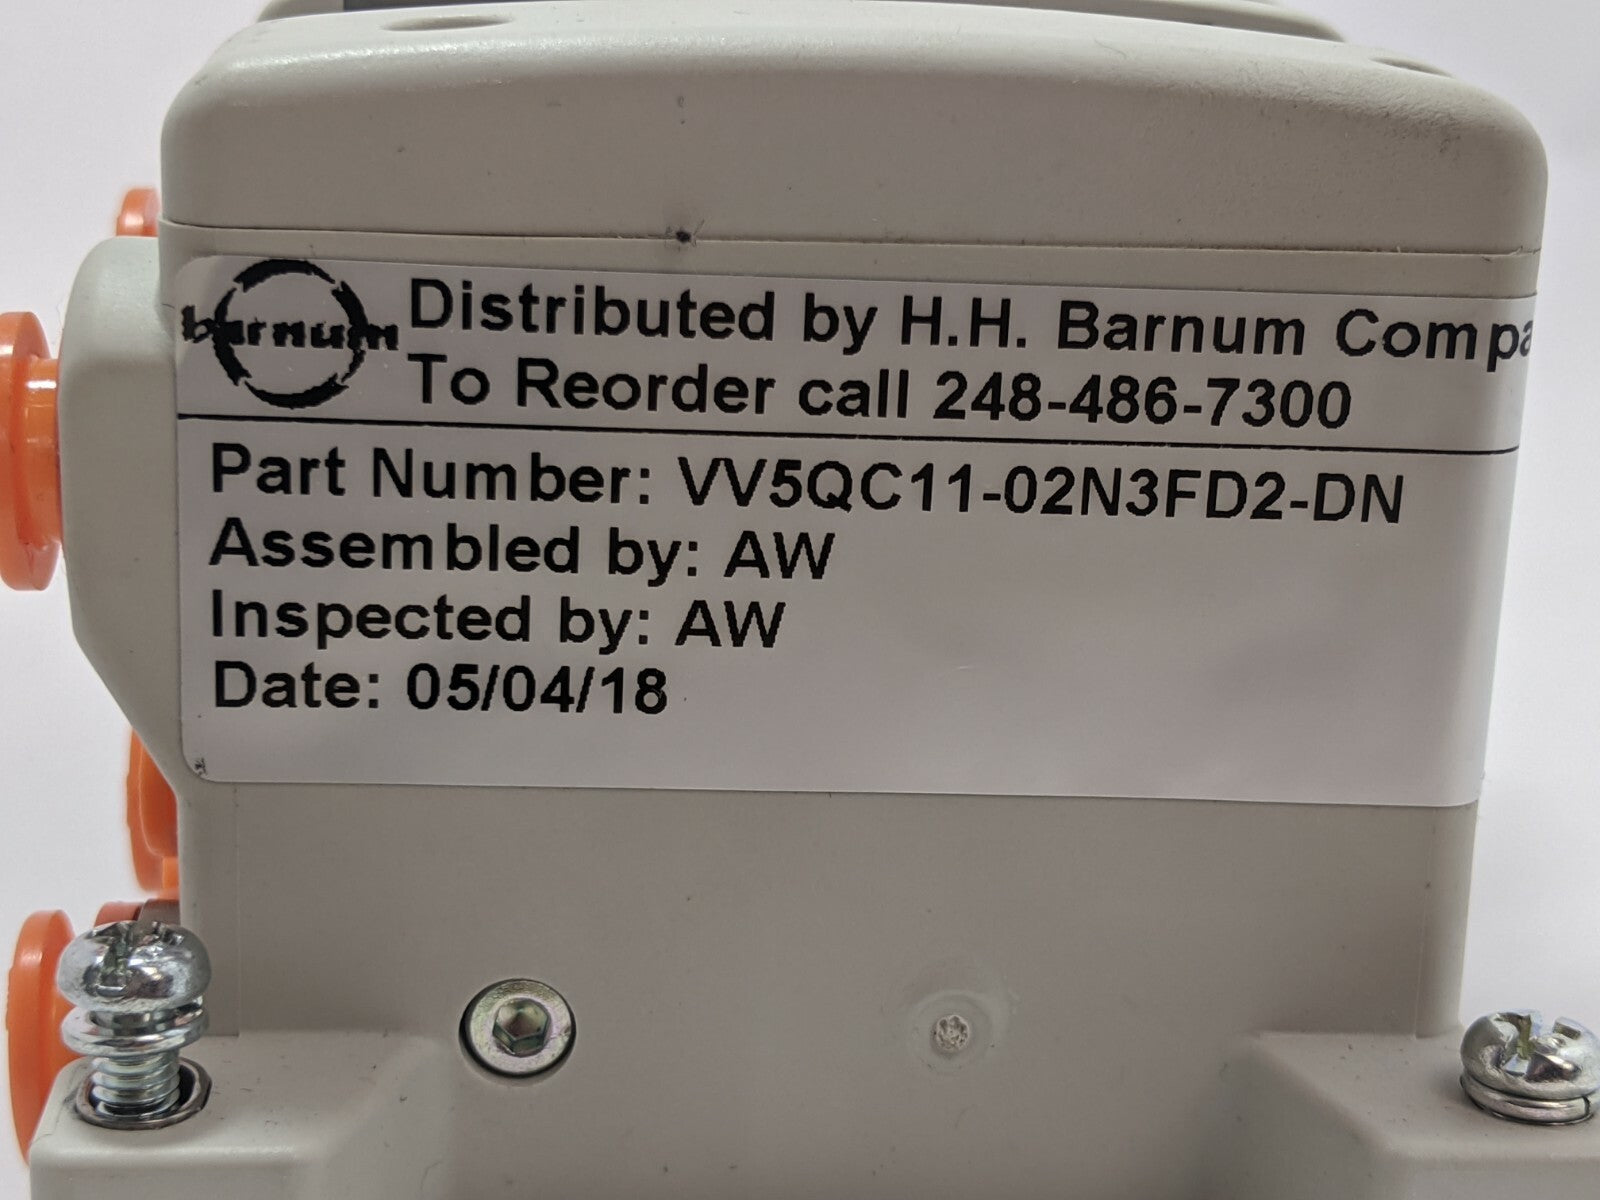 barnum
Distributed by H.H. Barnum Compa
To Reorder call 248-486-7300
Part Number: VV5QC11-02N3FD2-DN
Assembled by: AW
Inspected by: AW
Date: 05/04/18